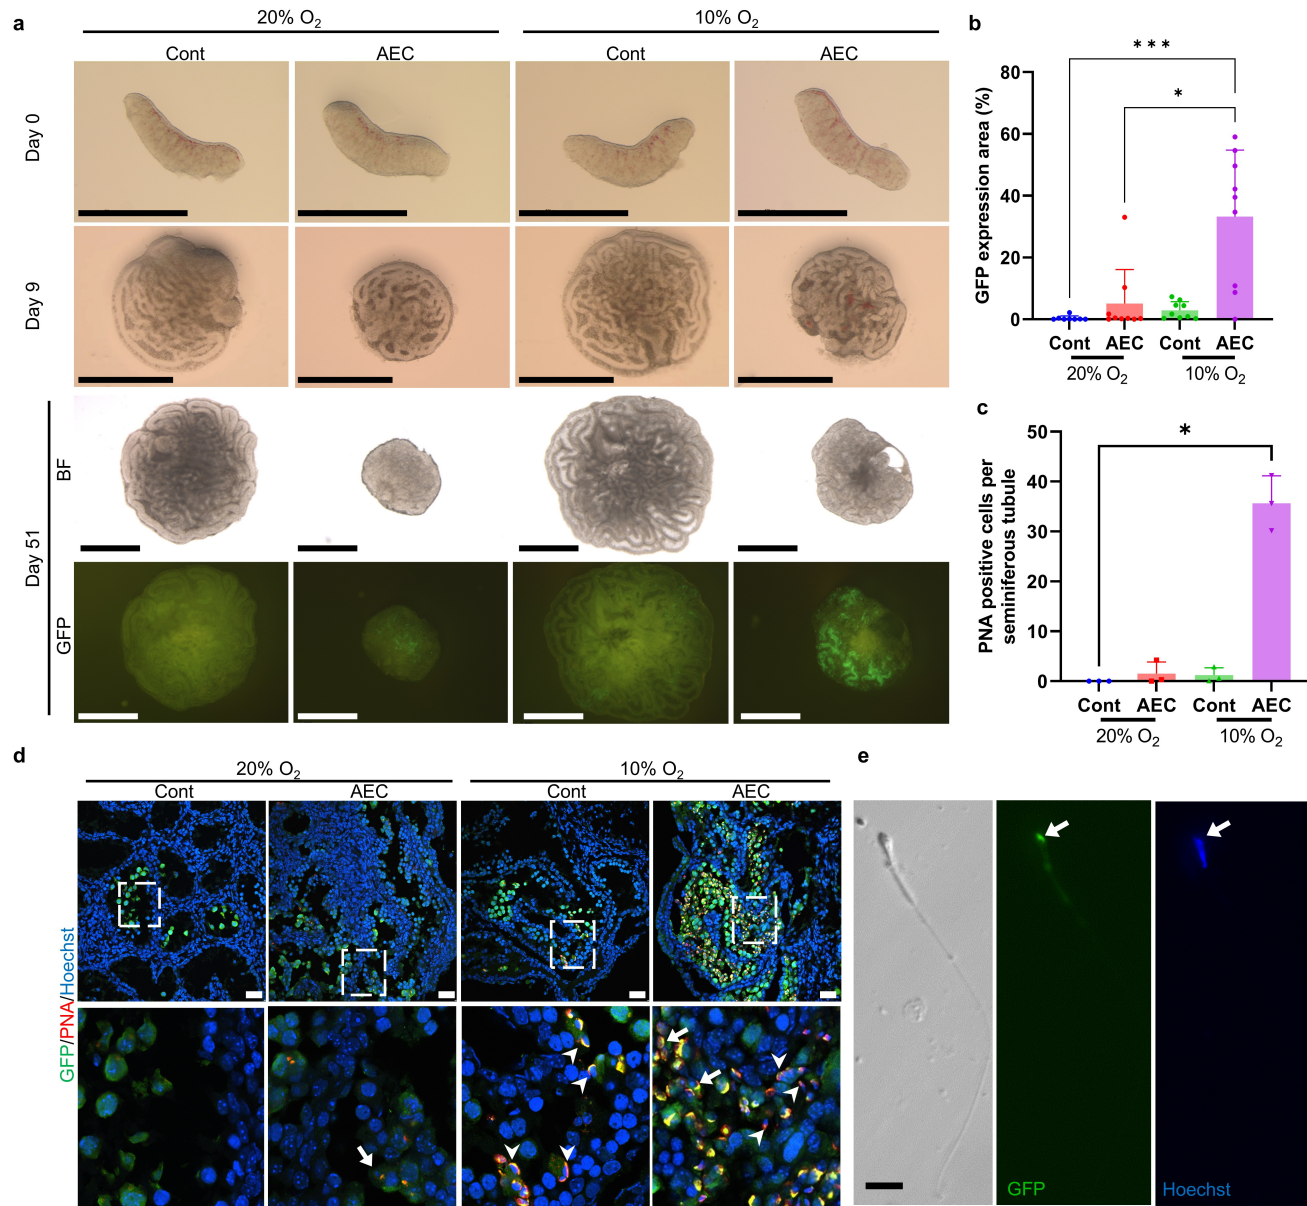 a
20% O2
10% O2
Cont
AEC
Cont
AEC
Day 0
Day 9
Day 51
BF
GFP
b
GFP expression area (%)
80
60
40
20
0
***
*
Cont
AEC
Cont
AEC
20% O2
10% O2
c
PNA positive cells per
seminiferous tubule
50
40
30
20
10
0
*
Cont
AEC
Cont
AEC
20% O2
10% O2
d
20% O2
10% O2
Cont
AEC
Cont
AEC
GFP/PNA/Hoechst
e
GFP
Hoechst